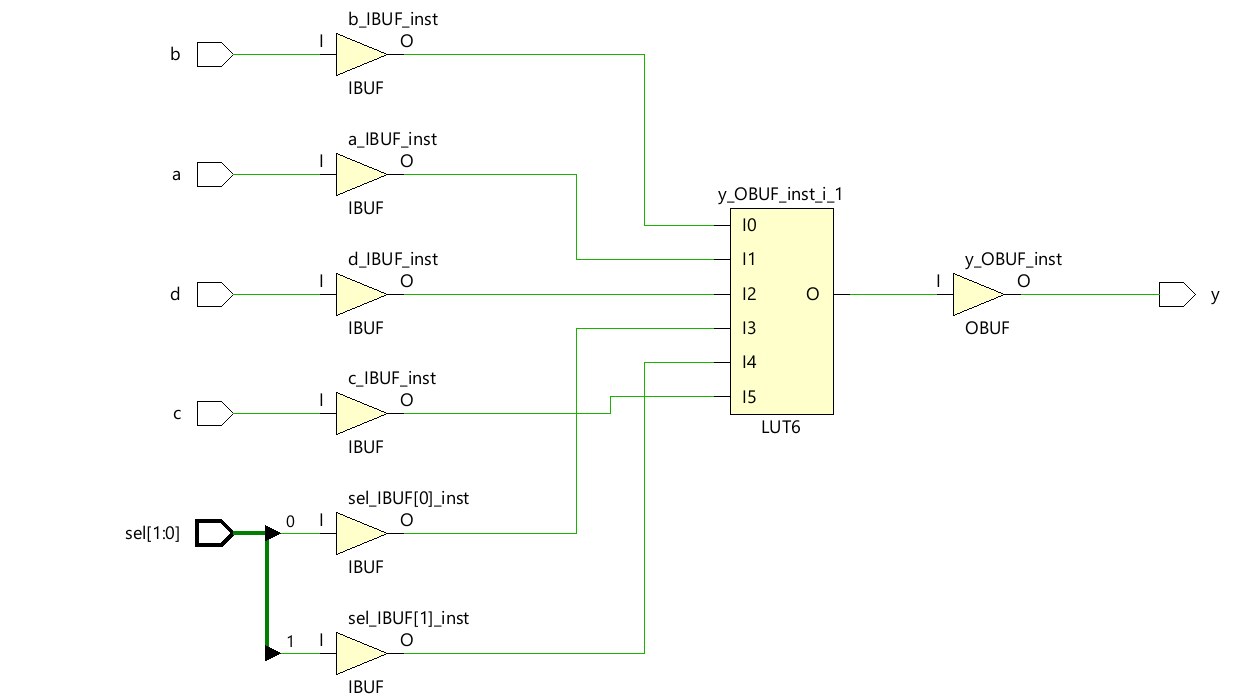 b_IBUF_inst
b
I
O
IBUF
a_IBUF_inst
a
I
O
IBUF
y_OBUF_inst_i_1
I0
I1
I2
I3
I4
I5
O
LUT6
d_IBUF_inst
d
I
O
IBUF
y_OBUF_inst
I
O
y
OBUF
c_IBUF_inst
c
I
O
IBUF
sel_IBUF[0]_inst
sel[1:0]
0
I
O
IBUF
sel_IBUF[1]_inst
1
I
O
IBUF